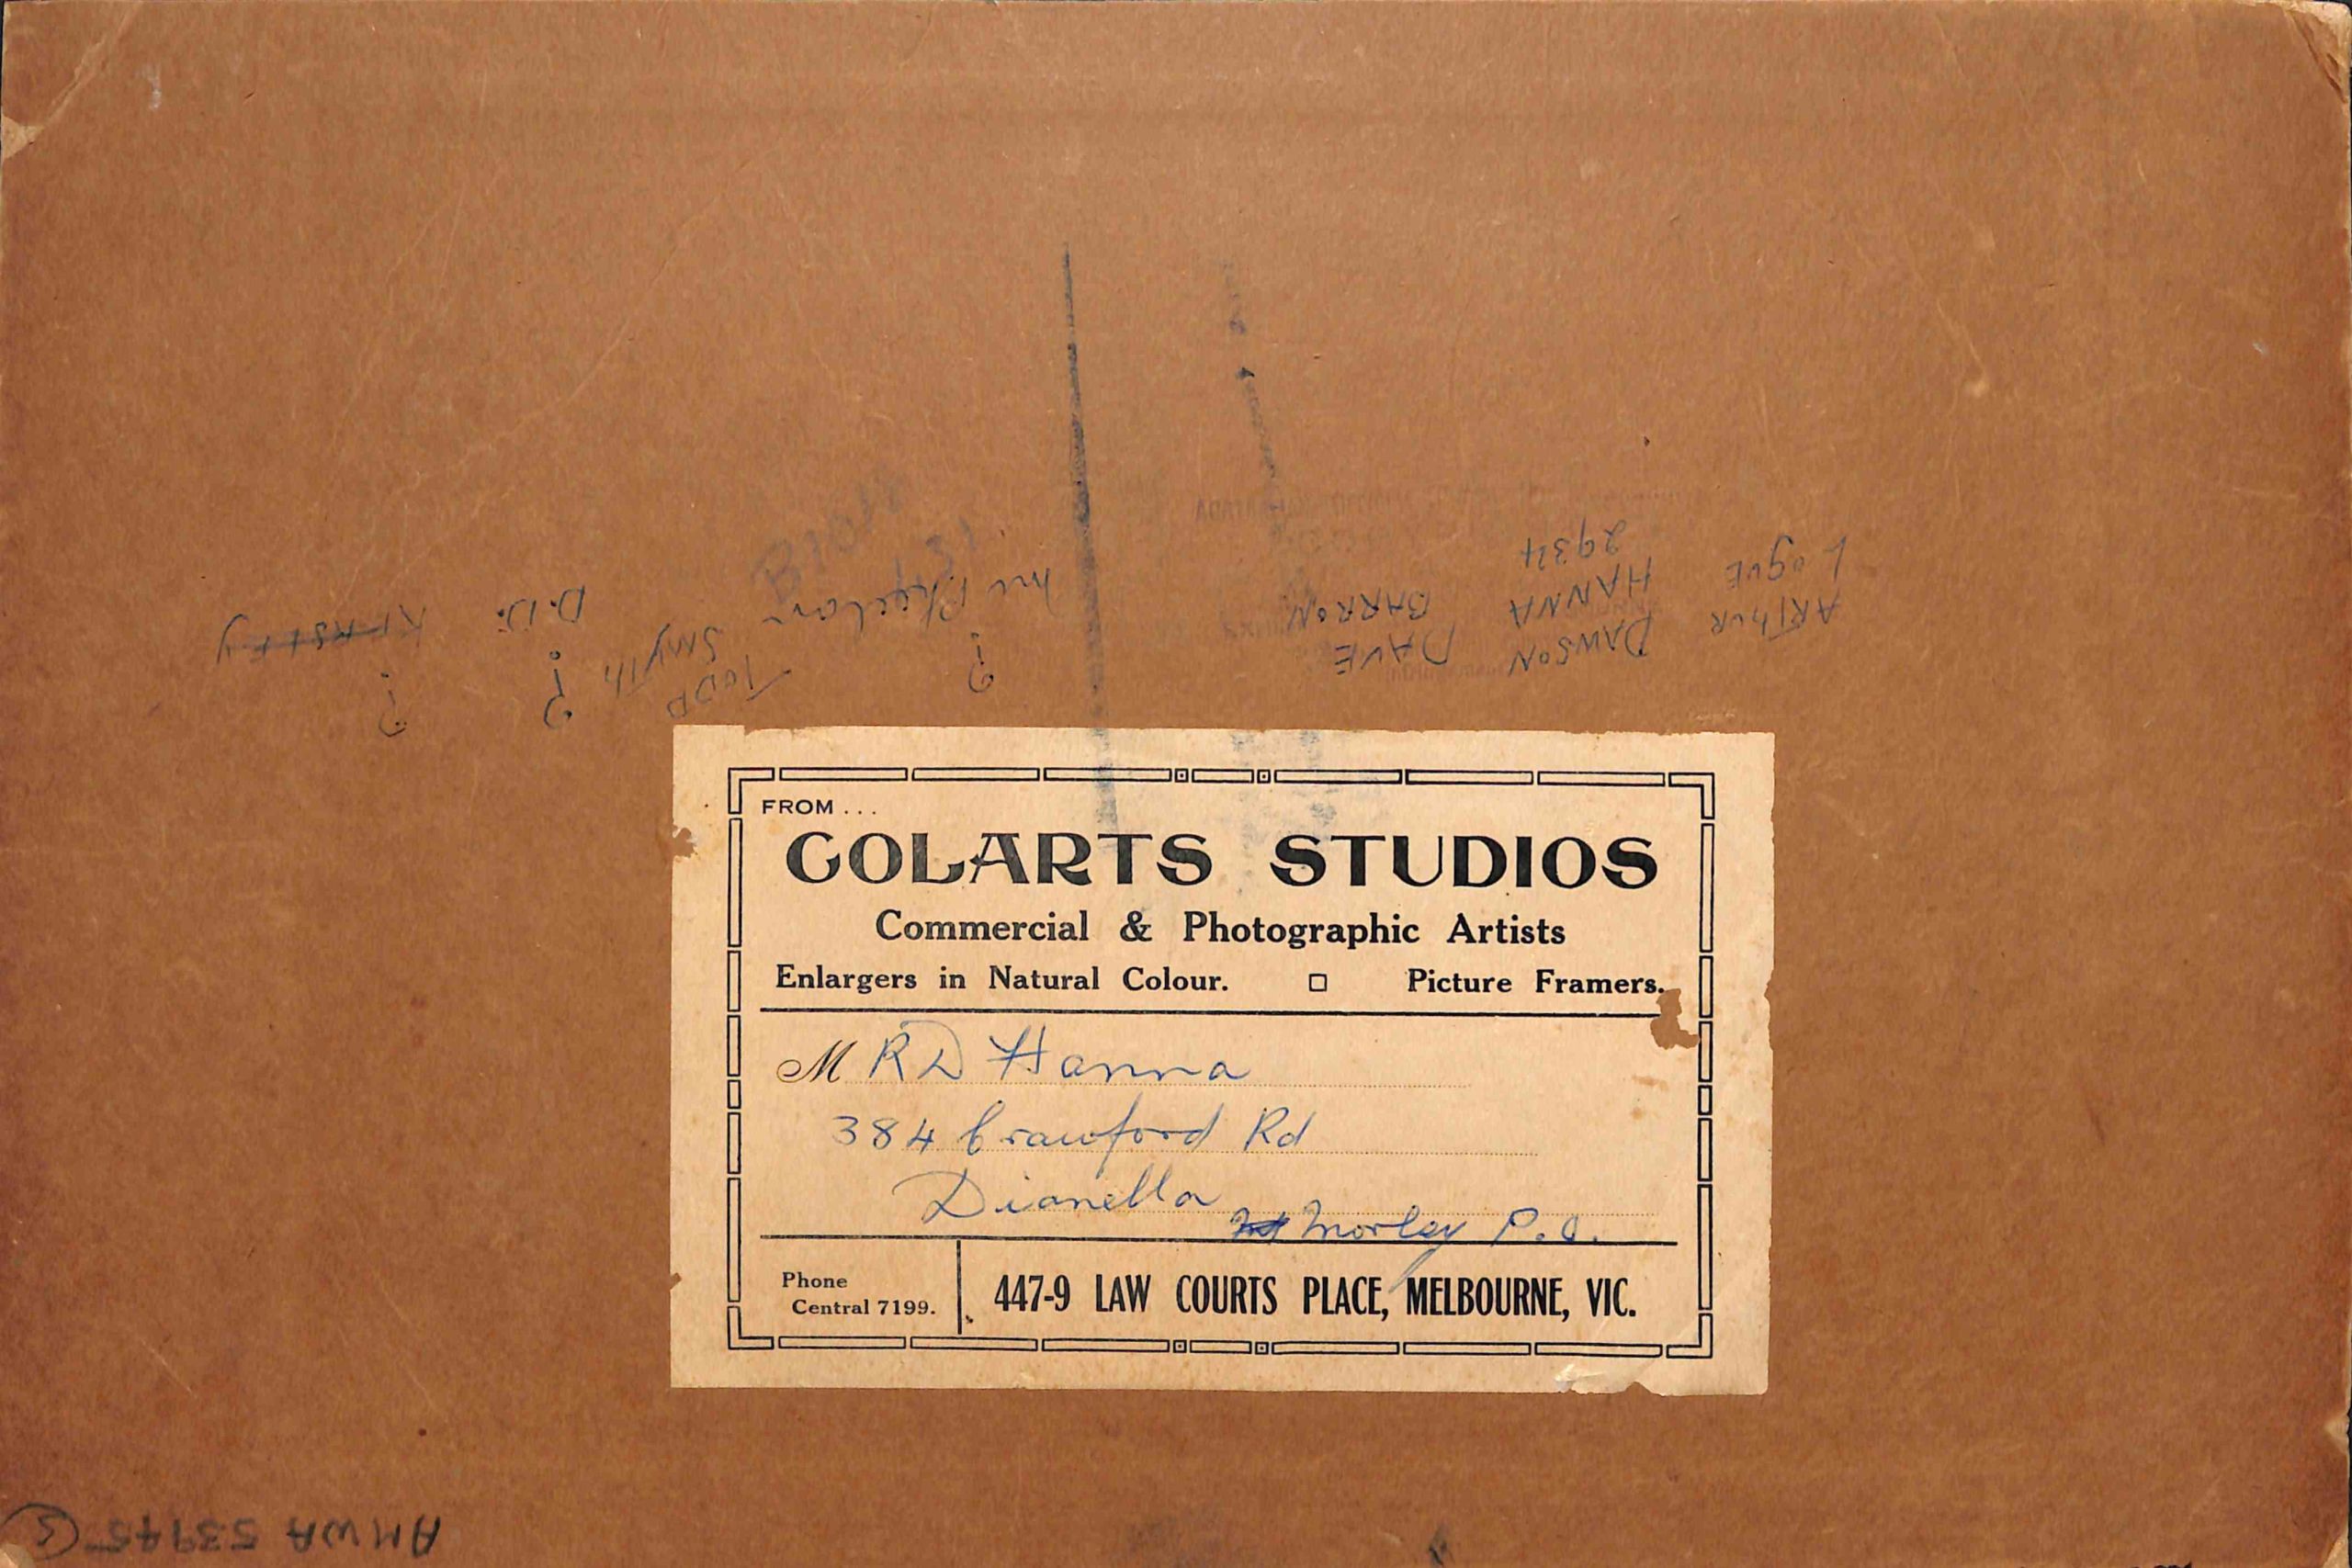 ARThuR LogUE
DAWSON HANNA 2934
DAVE BARRON
?
?
TODD SMYTH
? D.D.
?
FROM ...
COLARTS STUDIOS
Commercial & Photographic Artists
Enlargers in Natural Colour. □ Picture Framers.
M R D Hanna
384 Crawford Rd
Dianella
Morley P.O.
Phone
Central 7199.
447-9 LAW COURTS PLACE, MELBOURNE, VIC.
AMWA 53945 (3)